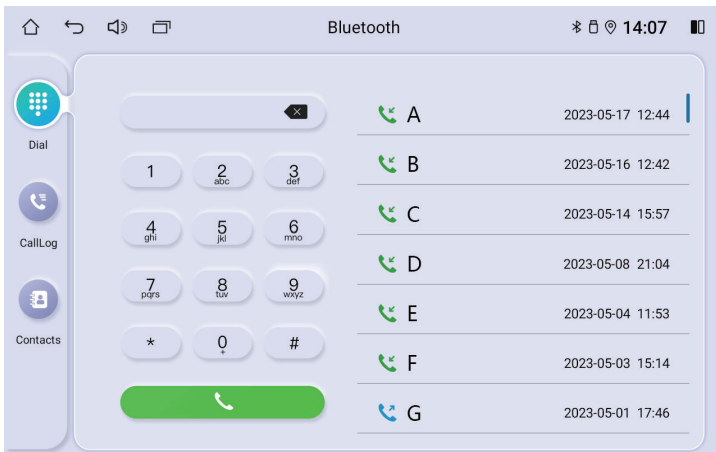 Bluetooth
14:07
Dial
CallLog
Contacts
1
2 abc
3 def
4 ghi
5 jkl
6 mno
7 pqrs
8 tuv
9 wxyz
*
0 +
#
A 2023-05-17 12:44
B 2023-05-16 12:42
C 2023-05-14 15:57
D 2023-05-08 21:04
E 2023-05-04 11:53
F 2023-05-03 15:14
G 2023-05-01 17:46